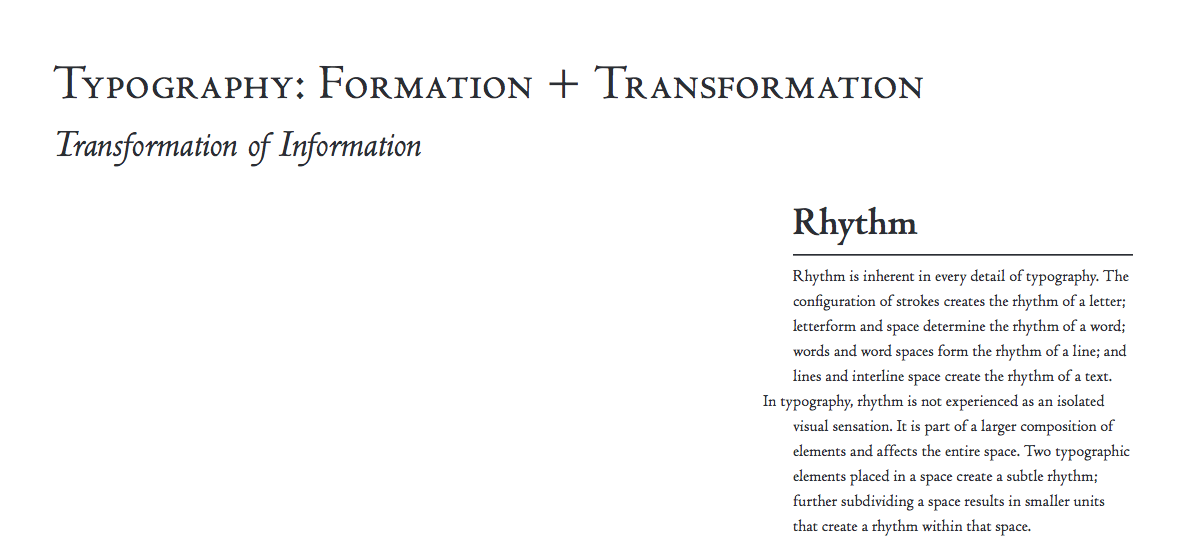 Typography: Formation + Transformation
Transformation of Information
Rhythm
Rhythm is inherent in every detail of typography. The
configuration of strokes creates the rhythm of a letter;
letterform and space determine the rhythm of a word;
words and word spaces form the rhythm of a line; and
lines and interline space create the rhythm of a text.
In typography, rhythm is not experienced as an isolated
visual sensation. It is part of a larger composition of
elements and affects the entire space. Two typographic
elements placed in a space create a subtle rhythm;
further subdividing a space results in smaller units
that create a rhythm within that space.